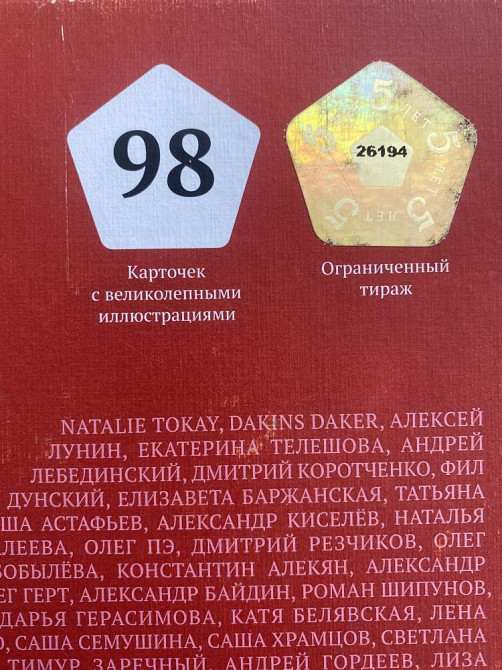 98
5 ЛЕТ 5 ЛЕТ 5 ЛЕТ 5
26194
Карточек
с великолепными
иллюстрациями
Ограниченный
тираж
NATALIE TOKAY, DAKINS DAKER, АЛЕКСЕЙ
ЛУНИН, ЕКАТЕРИНА ТЕЛЕШОВА, АНДРЕЙ
ЛЕБЕДИНСКИЙ, ДМИТРИЙ КОРОТЧЕНКО, ФИЛ
ДУНСКИЙ, ЕЛИЗАВЕТА БАРЖАНСКАЯ, ТАТЬЯНА
ША АСТАФЬЕВ, АЛЕКСАНДР КИСЕЛЁВ, НАТАЛЬЯ
ЛЕЕВА, ОЛЕГ ПЭ, ДМИТРИЙ РЕЗЧИКОВ, ОЛЕГ
БОБЫЛЁВА, КОНСТАНТИН АЛЕКЯН, АЛЕКСАНДР
ЕГ ГЕРТ, АЛЕКСАНДР БАЙДИН, РОМАН ШИПУНОВ,
ДАРЬЯ ГЕРАСИМОВА, КАТЯ БЕЛЯВСКАЯ, ЛЕНА
О, САША СЕМУШИНА, САША ХРАМЦОВ, СВЕТЛАНА
ТИМУР ЗАРЕЧНЫЙ, АНДРЕЙ ГОРДЕЕВ, ЛИЗА